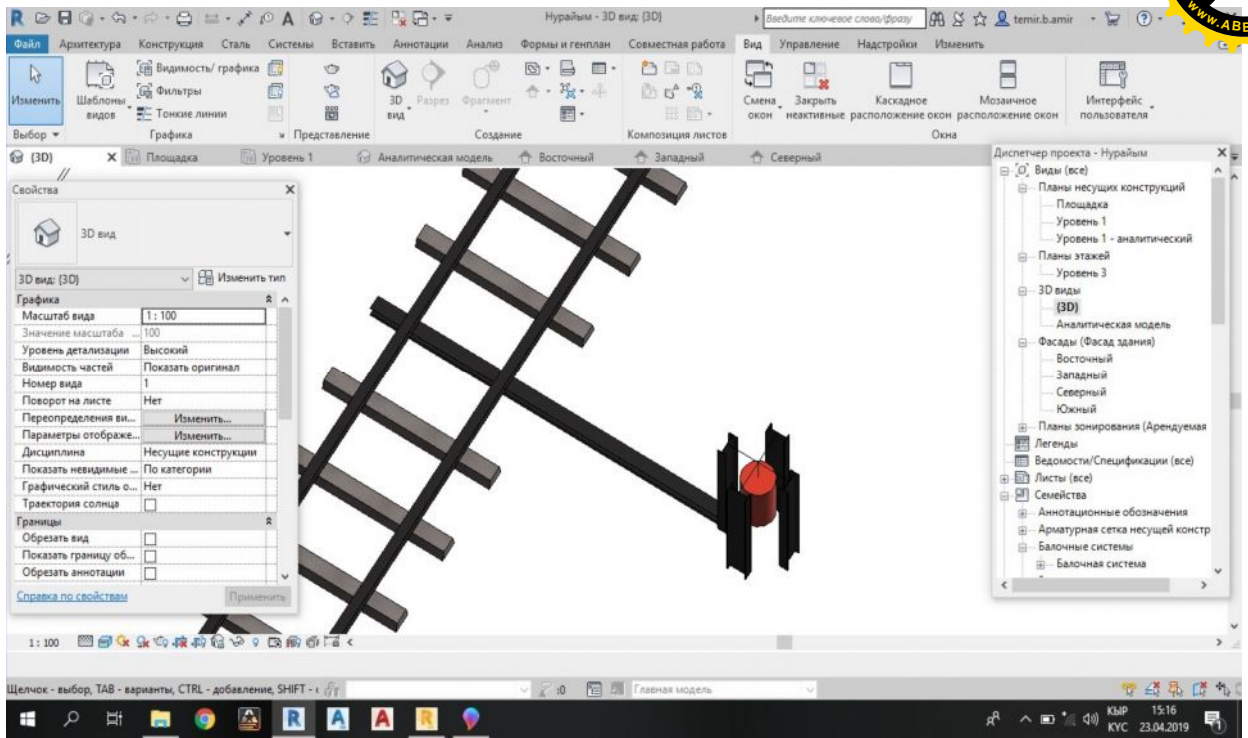 Нурайым - 3D вид: {3D}
Введите ключевое слово/фразу
temir.b.amir
WWW.ABE
Файл Архитектура Конструкция Сталь Системы Вставить Аннотации Анализ Формы и генплан Совместная работа Вид Управление Надстройки Изменить
Изменить
Шаблоны видов
Видимость/ графика
Фильтры
Тонкие линии
3D вид
Разрез
Фрагмент
Смена окон
Закрыть неактивные
Каскадное расположение окон
Мозаичное расположение окон
Интерфейс пользователя
Выбор Графика Представление Создание Композиция листов Окна
{3D} Площадка Уровень 1 Аналитическая модель Восточный Западный Северный
Свойства
3D вид
3D вид: {3D} Изменить тип
Графика
Масштаб вида 1 : 100
Значение масштаба ... 100
Уровень детализации Высокий
Видимость частей Показать оригинал
Номер вида 1
Поворот на листе Нет
Переопределения ви... Изменить...
Параметры отображе... Изменить...
Дисциплина Несущие конструкции
Показать невидимые ... По категории
Графический стиль о... Нет
Траектория солнца
Границы
Обрезать вид
Показать границу об...
Обрезать аннотации
Справка по свойствам Применить
Диспетчер проекта - Нурайым
Виды (все)
Планы несущих конструкций
Площадка
Уровень 1
Уровень 1 - аналитический
Планы этажей
Уровень 3
3D виды
{3D}
Аналитическая модель
Фасады (Фасад здания)
Восточный
Западный
Северный
Южный
Планы зонирования (Арендуемая
Легенды
Ведомости/Спецификации (все)
Листы (все)
Семейства
Аннотационные обозначения
Арматурная сетка несущей констр
Балочные системы
Балочная система
1 : 100
Щелчок - выбор, TAB - варианты, CTRL - добавление, SHIFT - 
:0
Главная модель
КЫР 15:16
КYC 23.04.2019